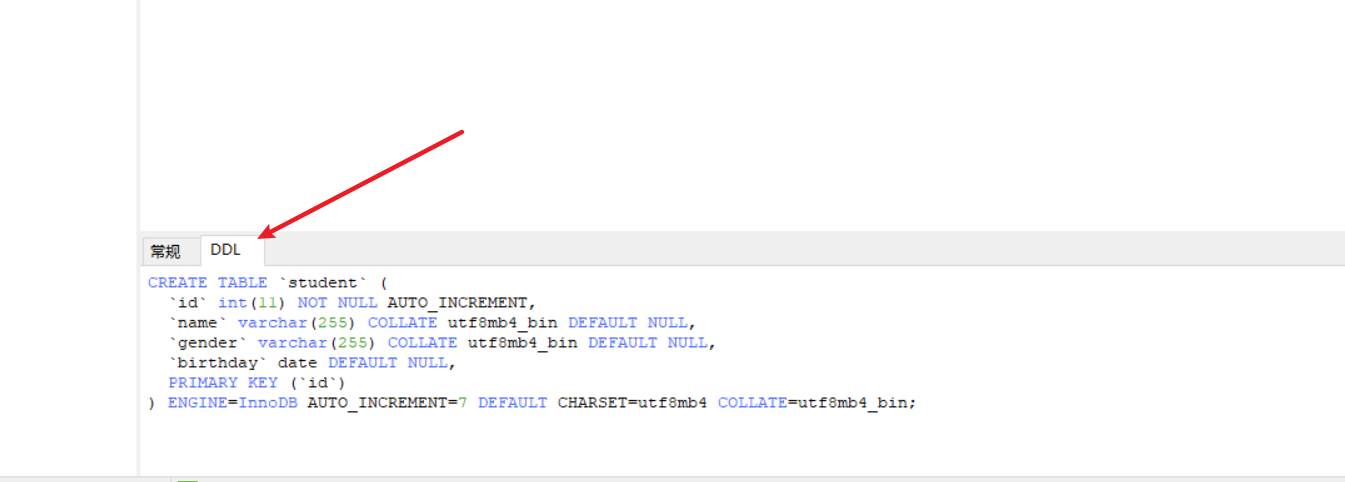 常规 DDL
CREATE TABLE `student` (
  `id` int(11) NOT NULL AUTO_INCREMENT,
  `name` varchar(255) COLLATE utf8mb4_bin DEFAULT NULL,
  `gender` varchar(255) COLLATE utf8mb4_bin DEFAULT NULL,
  `birthday` date DEFAULT NULL,
  PRIMARY KEY (`id`)
) ENGINE=InnoDB AUTO_INCREMENT=7 DEFAULT CHARSET=utf8mb4 COLLATE=utf8mb4_bin;